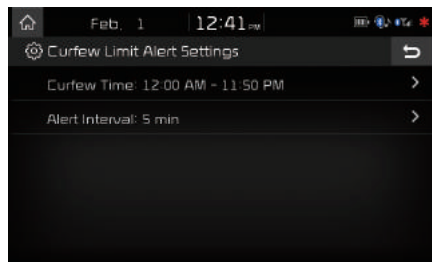 Feb. 1 12:41 PM
Curfew Limit Alert Settings
Curfew Time: 12:00 AM - 11:50 PM
Alert Interval: 5 min